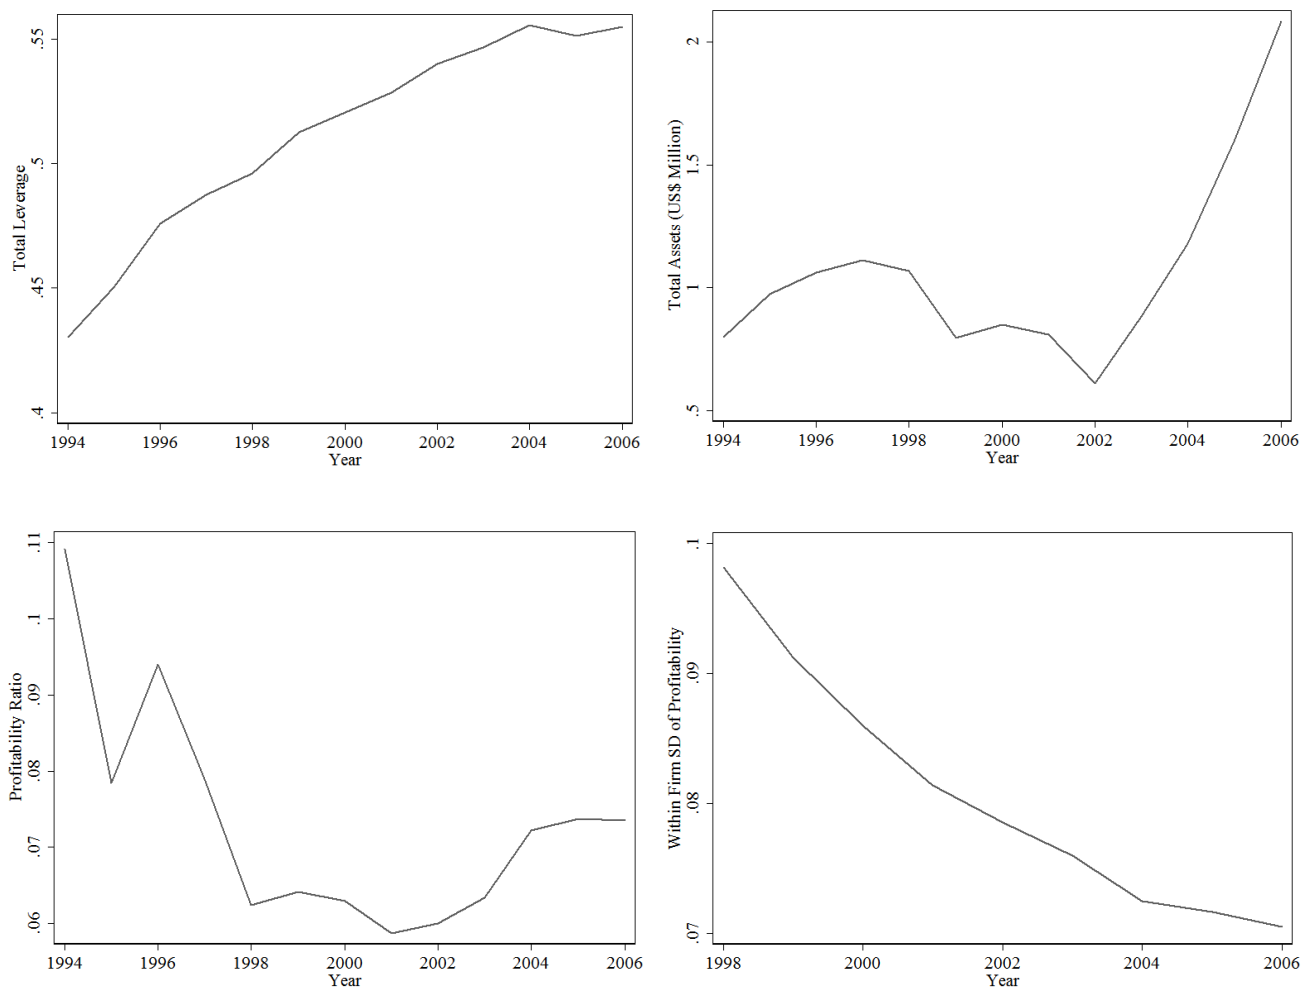 Total Leverage
.55
.5
.45
.4
1994 1996 1998 2000 2002 2004 2006
Year
Total Assets (US$ Million)
2
1.5
1
.5
1994 1996 1998 2000 2002 2004 2006
Year
Profitability Ratio
.11
.1
.09
.08
.07
.06
1994 1996 1998 2000 2002 2004 2006
Year
Within Firm SD of Profitability
.1
.09
.08
.07
1998 2000 2002 2004 2006
Year